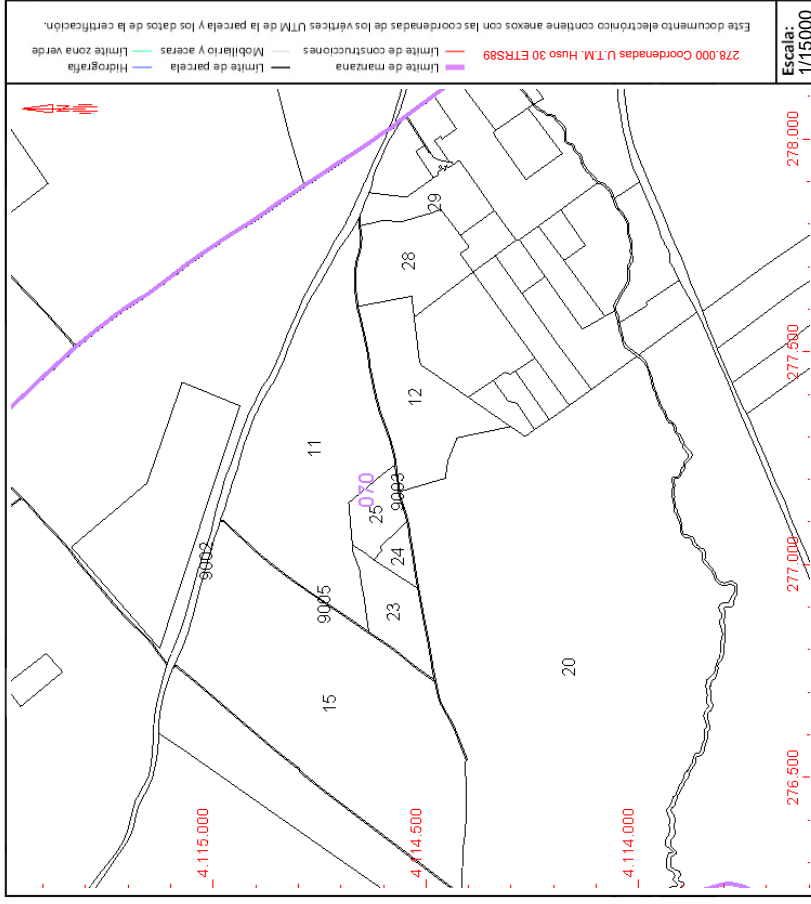 Este documento electrónico contiene anexos con las coordenadas de los vértices UTM de la parcela y los datos de la certificación.
278.000 Coordenadas U.T.M. Huso 30 ETRS89
Límite de manzana
Límite de construcciones
Límite de parcela
Mobiliario y aceras
Hidrografía
Límite zona verde
Escala:
1/15000
278.000
277.500
277.000
276.500
4.115.000
4.114.500
4.114.000
29
28
12
11
070
25
9003
24
23
9002
9005
15
20